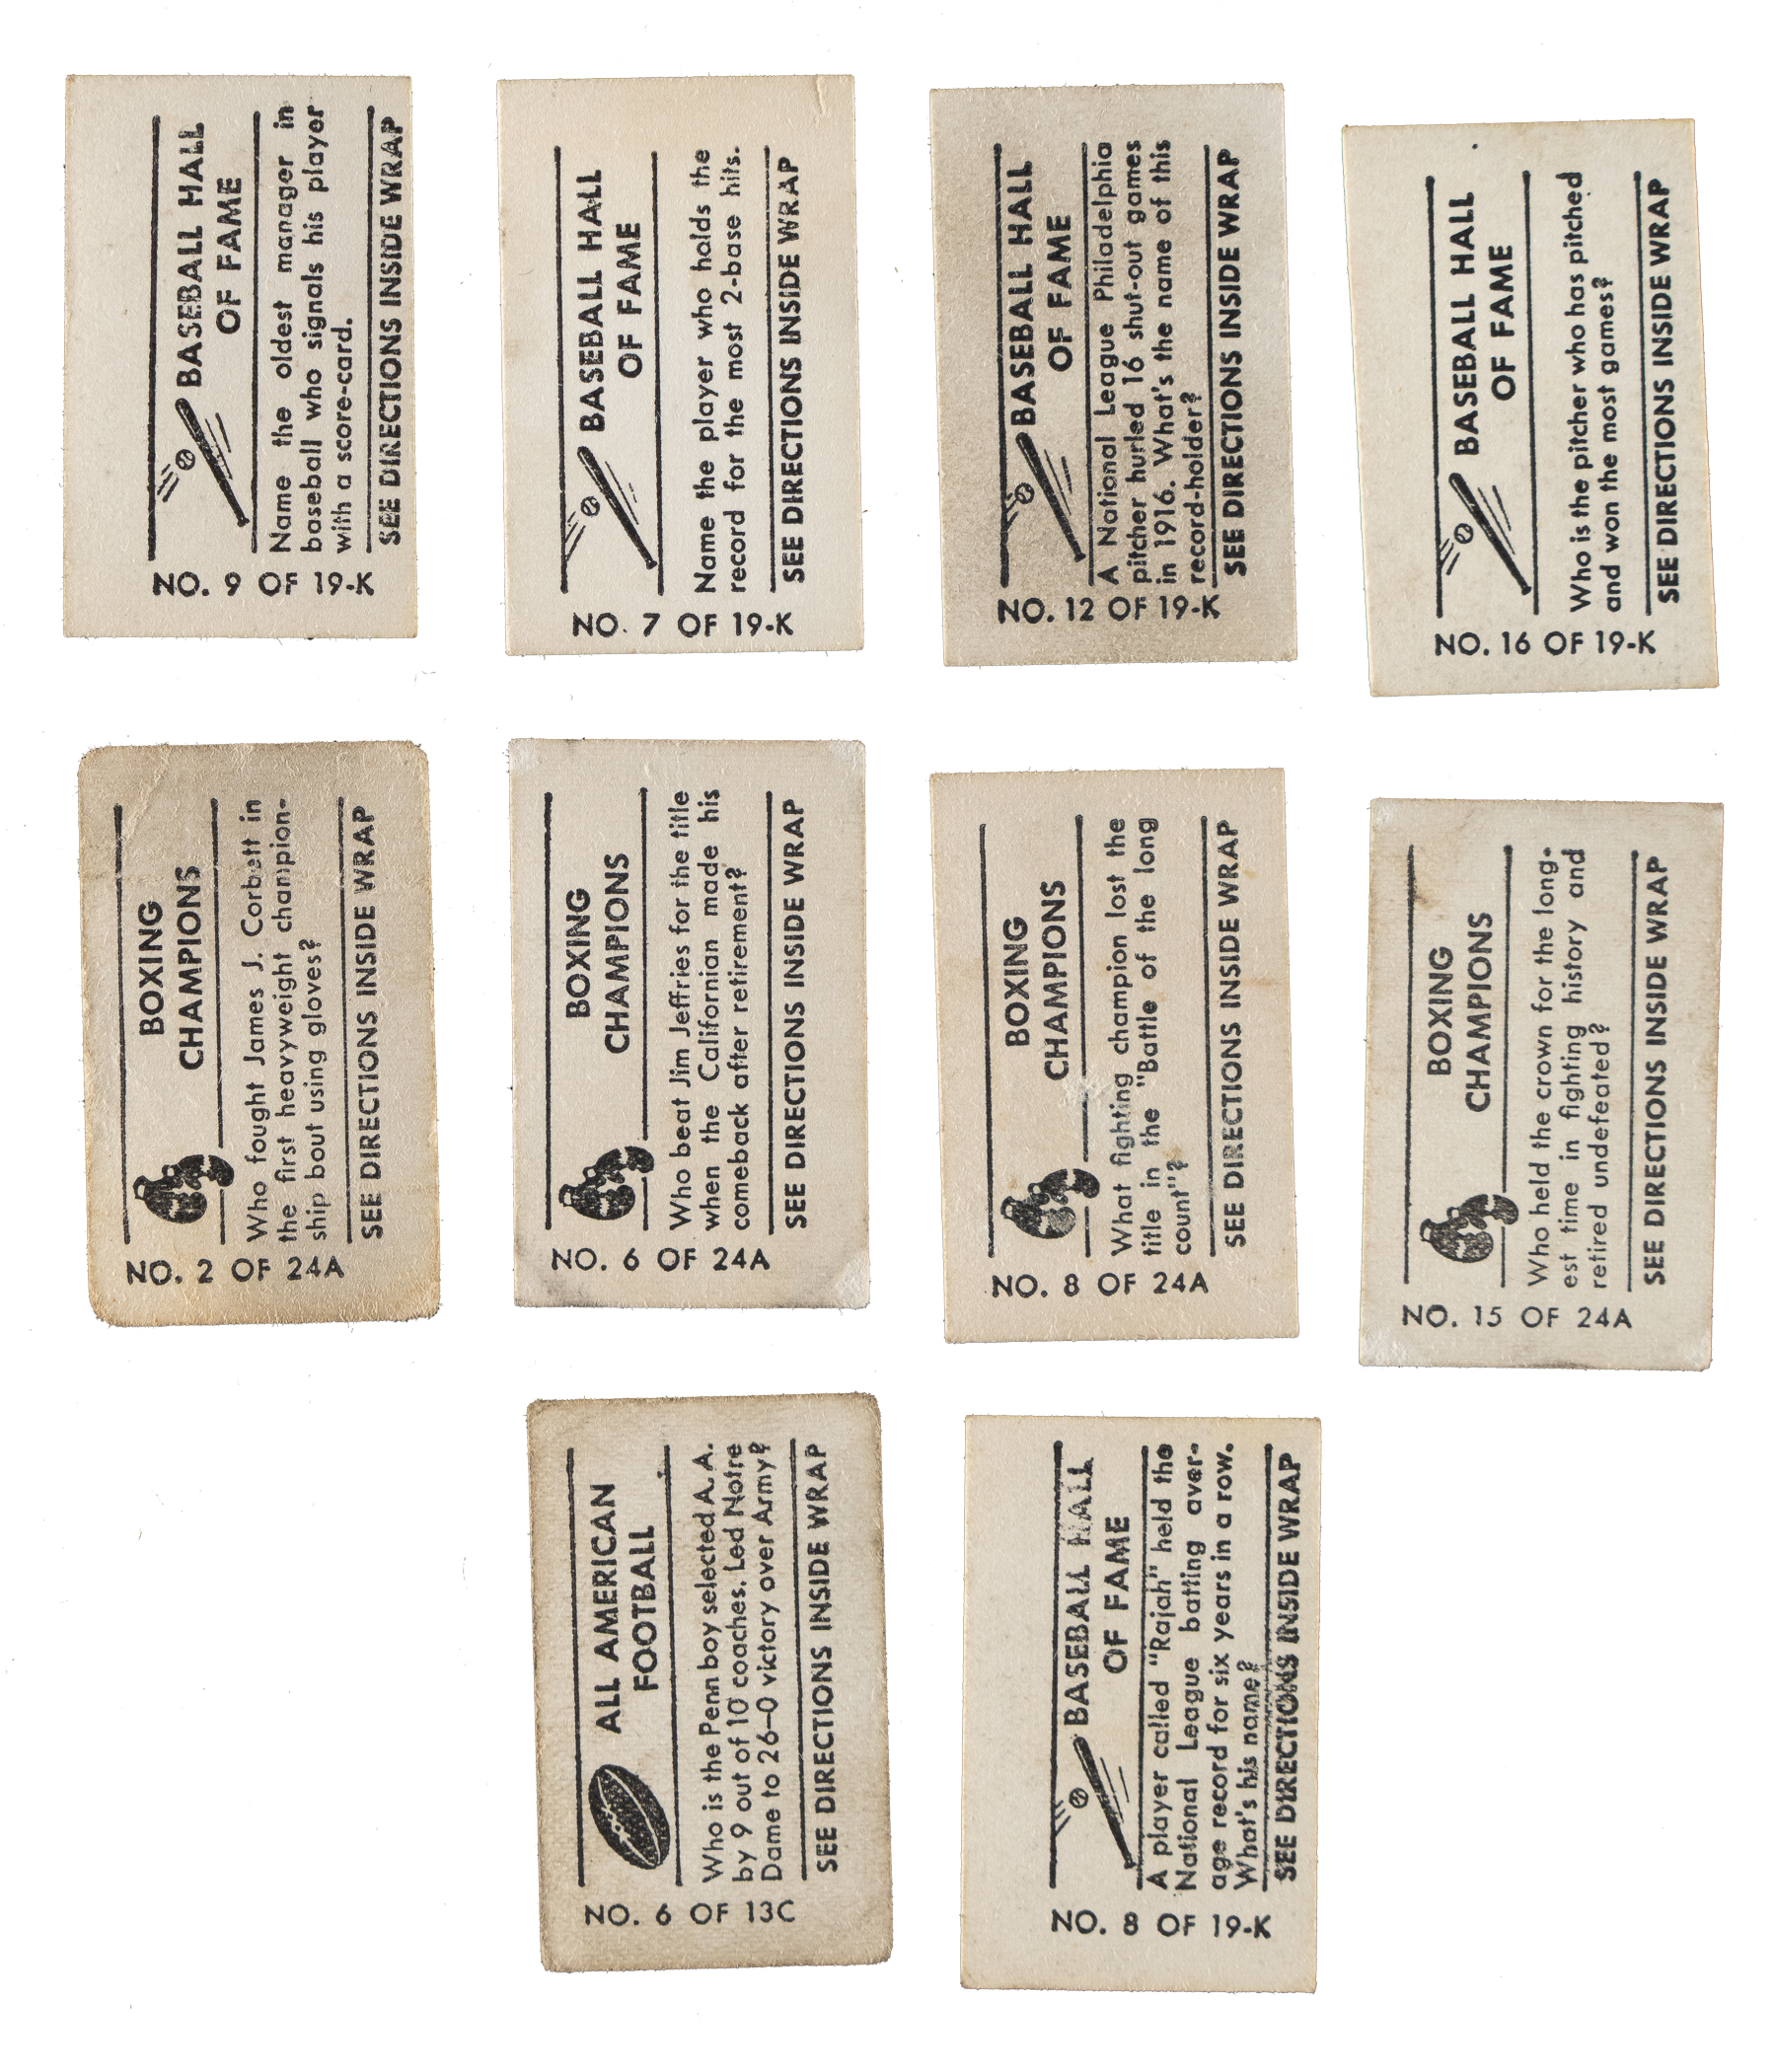 NO. 9 OF 19-K
BASEBALL HALL
OF FAME
Name the oldest manager in
baseball who signals his player
with a score-card.
SEE DIRECTIONS INSIDE WRAP
NO. 7 OF 19-K
BASEBALL HALL
OF FAME
Name the player who holds the
record for the most 2-base hits.
SEE DIRECTIONS INSIDE WRAP
NO. 12 OF 19-K
BASEBALL HALL
OF FAME
A National League Philadelphia
pitcher hurled 16 shut-out games
in 1916. What's the name of this
record-holder?
SEE DIRECTIONS INSIDE WRAP
NO. 16 OF 19-K
BASEBALL HALL
OF FAME
Who is the pitcher who has pitched
and won the most games?
SEE DIRECTIONS INSIDE WRAP
NO. 2 OF 24A
BOXING
CHAMPIONS
Who fought James J. Corbett in
the first heavyweight champion-
ship bout using gloves?
SEE DIRECTIONS INSIDE WRAP
NO. 6 OF 24A
BOXING
CHAMPIONS
Who beat Jim Jeffries for the title
when the Californian made his
comeback after retirement?
SEE DIRECTIONS INSIDE WRAP
NO. 8 OF 24A
BOXING
CHAMPIONS
What fighting champion lost the
title in the "Battle of the long
count"?
SEE DIRECTIONS INSIDE WRAP
NO. 15 OF 24A
BOXING
CHAMPIONS
Who held the crown for the long-
est time in fighting history and
retired undefeated?
SEE DIRECTIONS INSIDE WRAP
NO. 6 OF 13C
ALL AMERICAN
FOOTBALL
Who is the Penn boy selected A. A.
by 9 out of 10 coaches. Led Notre
Dame to 26-0 victory over Army?
SEE DIRECTIONS INSIDE WRAP
NO. 8 OF 19-K
BASEBALL HALL
OF FAME
A player called "Rajah" held the
National League batting aver-
age record for six years in a row.
What's his name?
SEE DIRECTIONS INSIDE WRAP